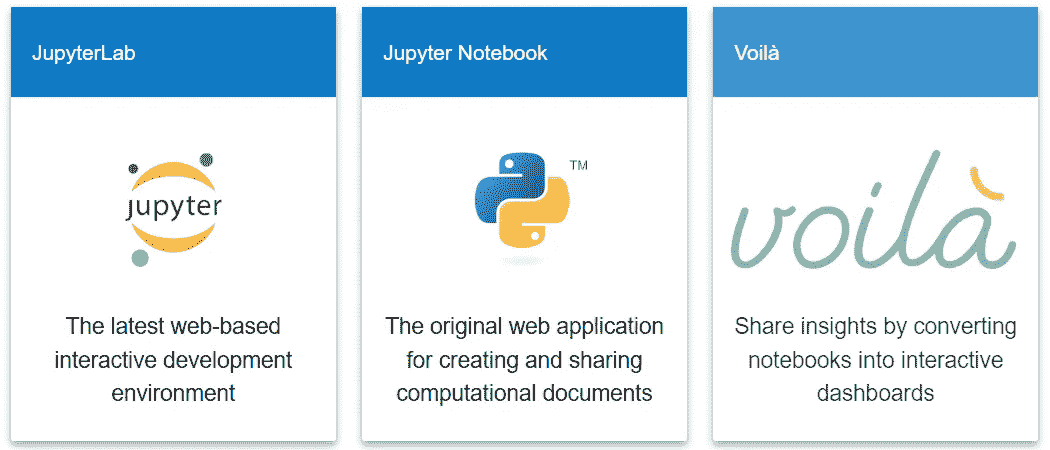 JupyterLab
jupyter
The latest web-based
interactive development
environment
Jupyter Notebook
TM
The original web application
for creating and sharing
computational documents
Voilà
voilà
Share insights by converting
notebooks into interactive
dashboards